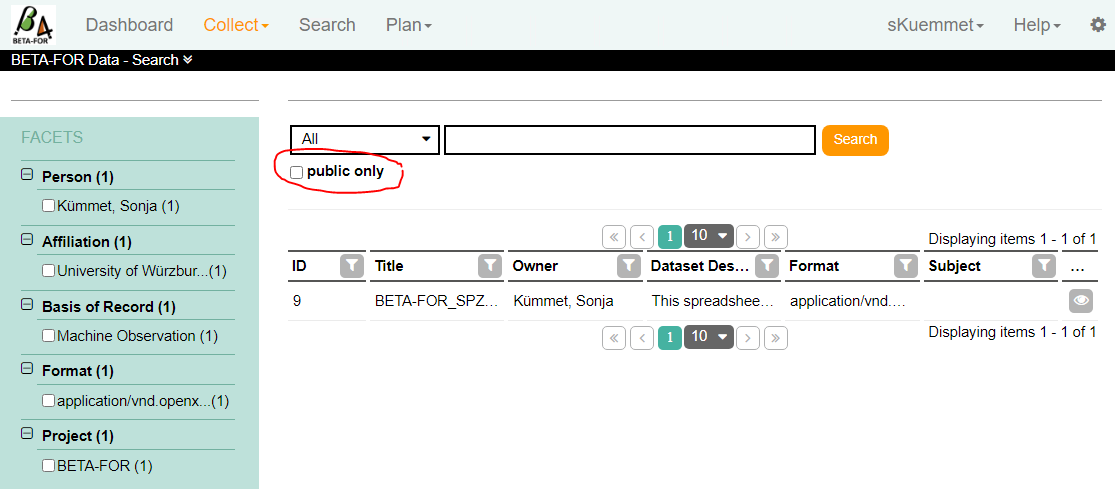 BETA-FOR
Dashboard Collect Search Plan sKuemmet Help
BETA-FOR Data - Search
FACETS
Person (1)
Kümmet, Sonja (1)
Affiliation (1)
University of Würzbur...(1)
Basis of Record (1)
Machine Observation (1)
Format (1)
application/vnd.openx...(1)
Project (1)
BETA-FOR (1)
All Search
public only
« ‹ 1 10 › »
Displaying items 1 - 1 of 1
ID Title Owner Dataset Des... Format Subject ...
9 BETA-FOR_SPZ... Kümmet, Sonja This spreadshee... application/vnd....
« ‹ 1 10 › »
Displaying items 1 - 1 of 1